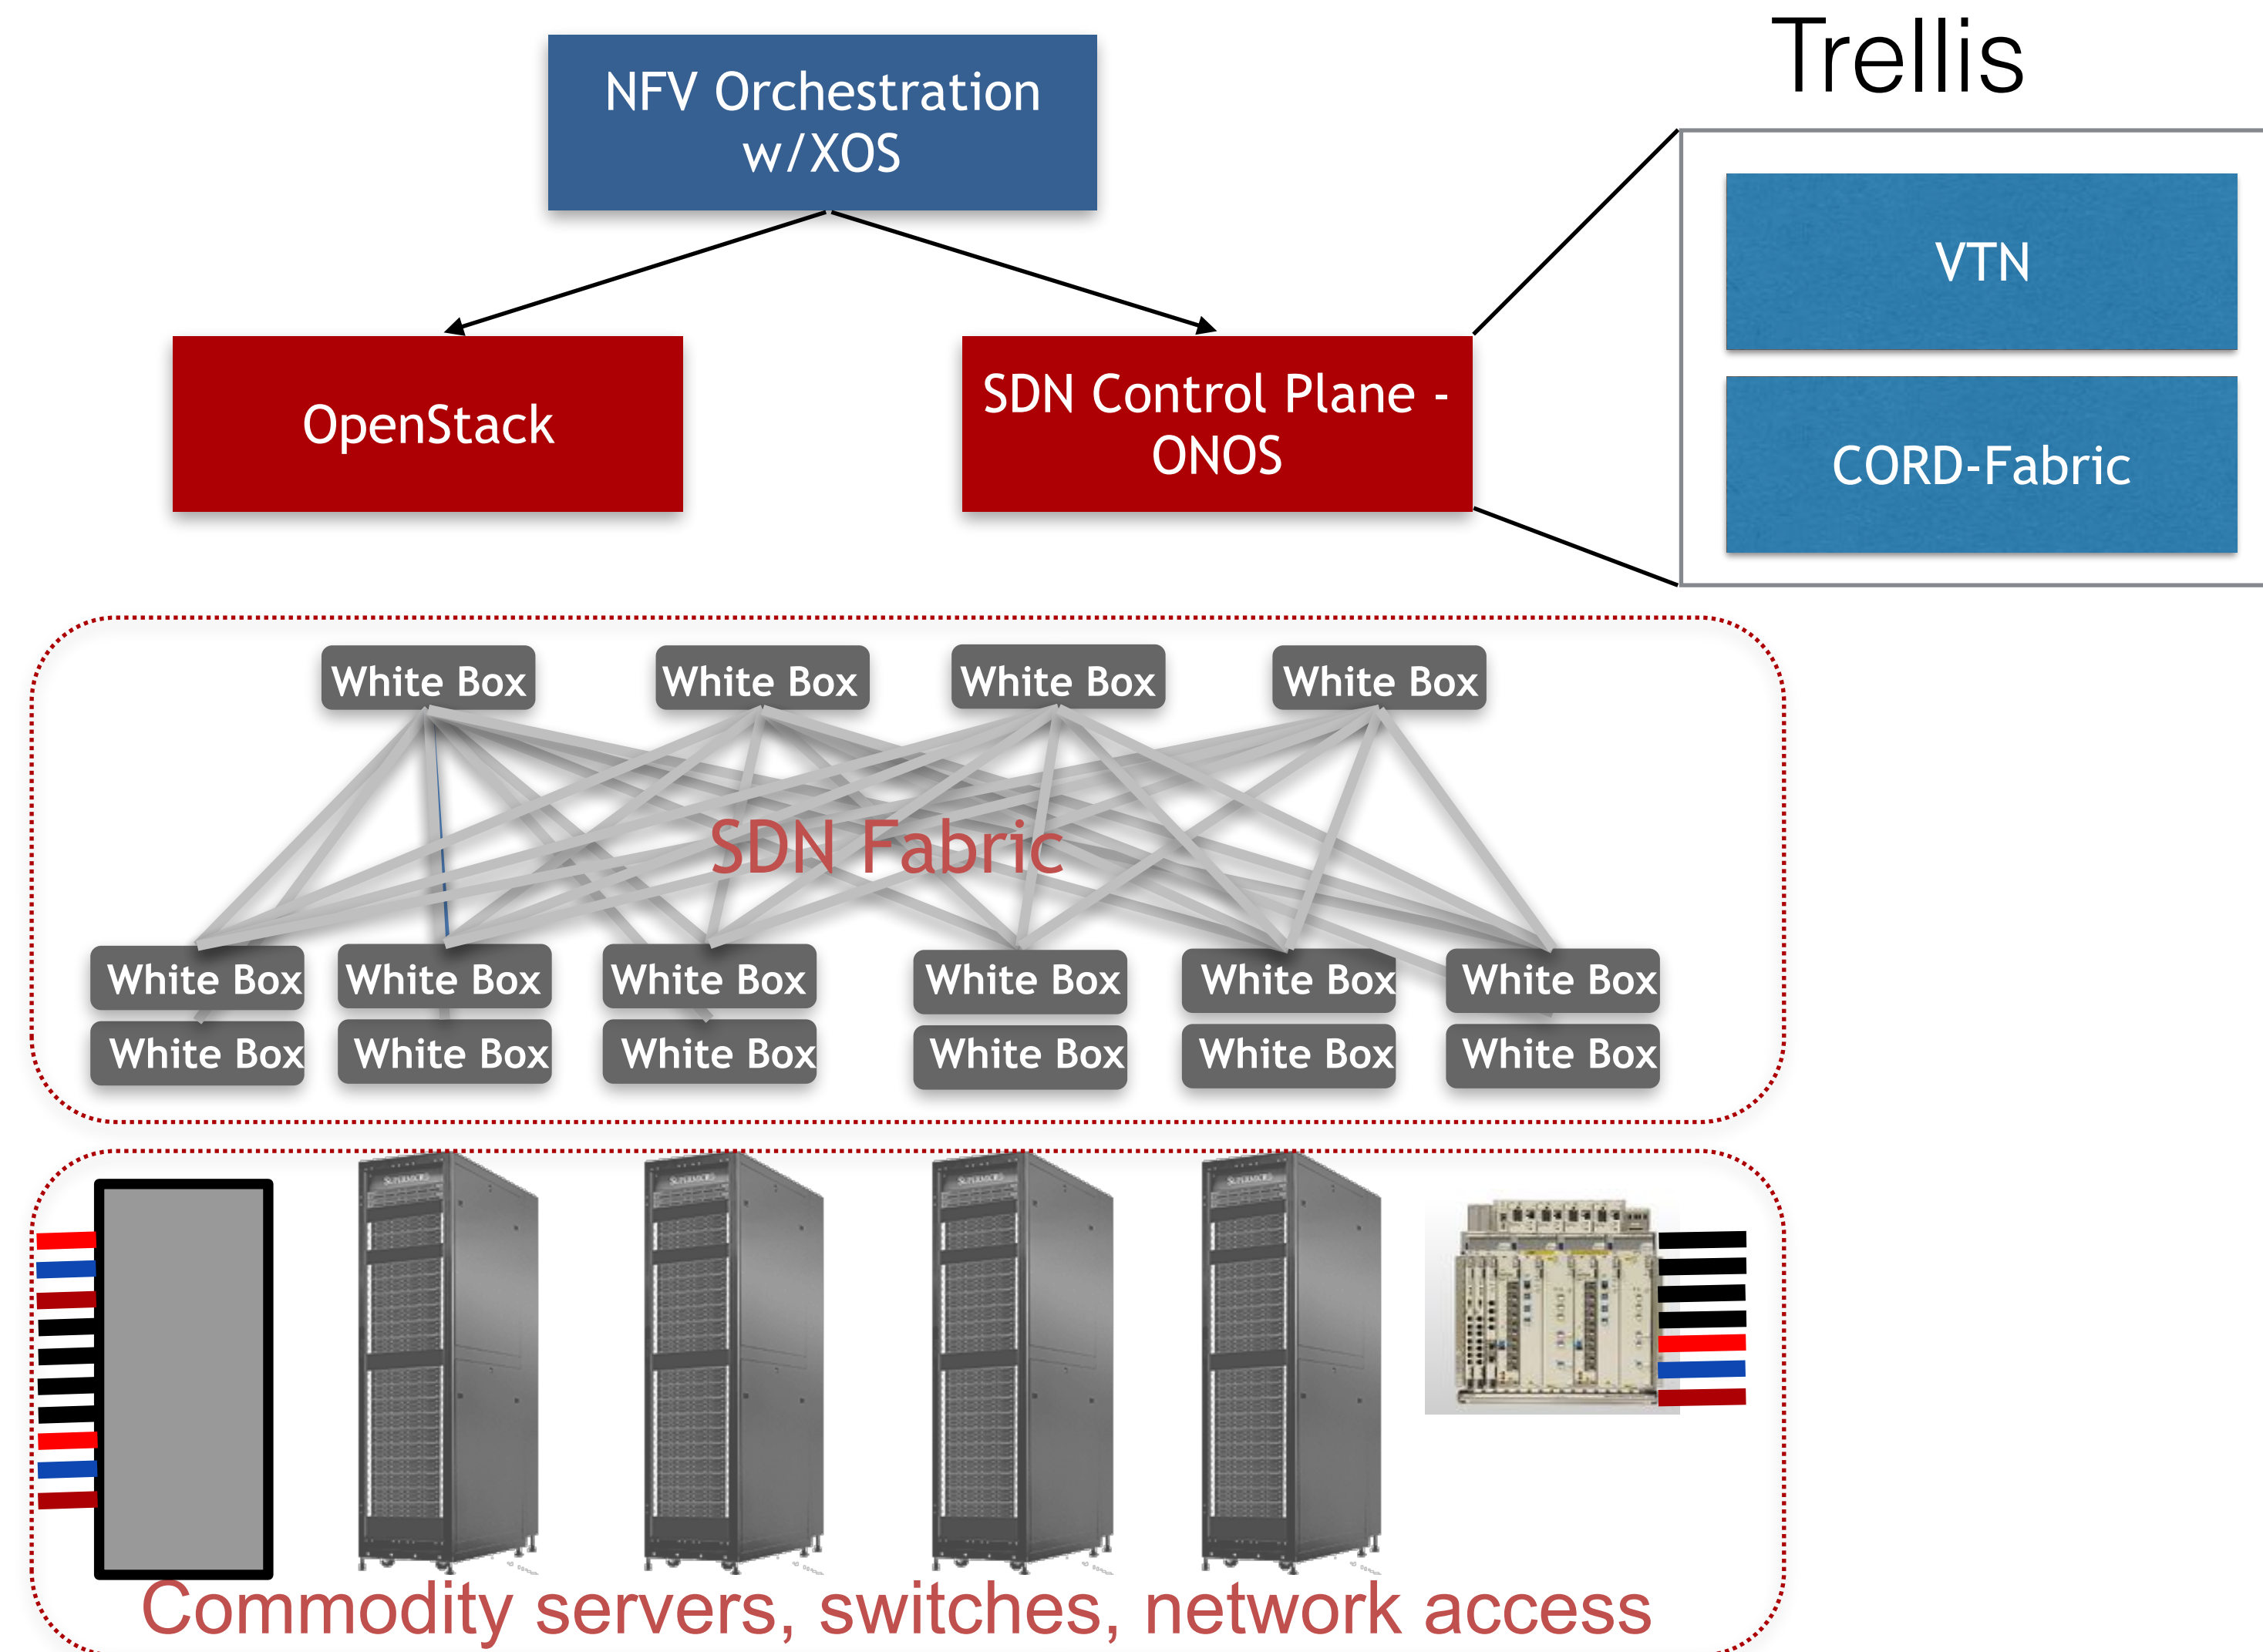 Trellis
NFV Orchestration
w/XOS
VTN
OpenStack
SDN Control Plane -
ONOS
CORD-Fabric
White Box
White Box
White Box
White Box
SDN Fabric
White Box
White Box
White Box
White Box
White Box
White Box
White Box
White Box
White Box
White Box
White Box
White Box
Commodity servers, switches, network access